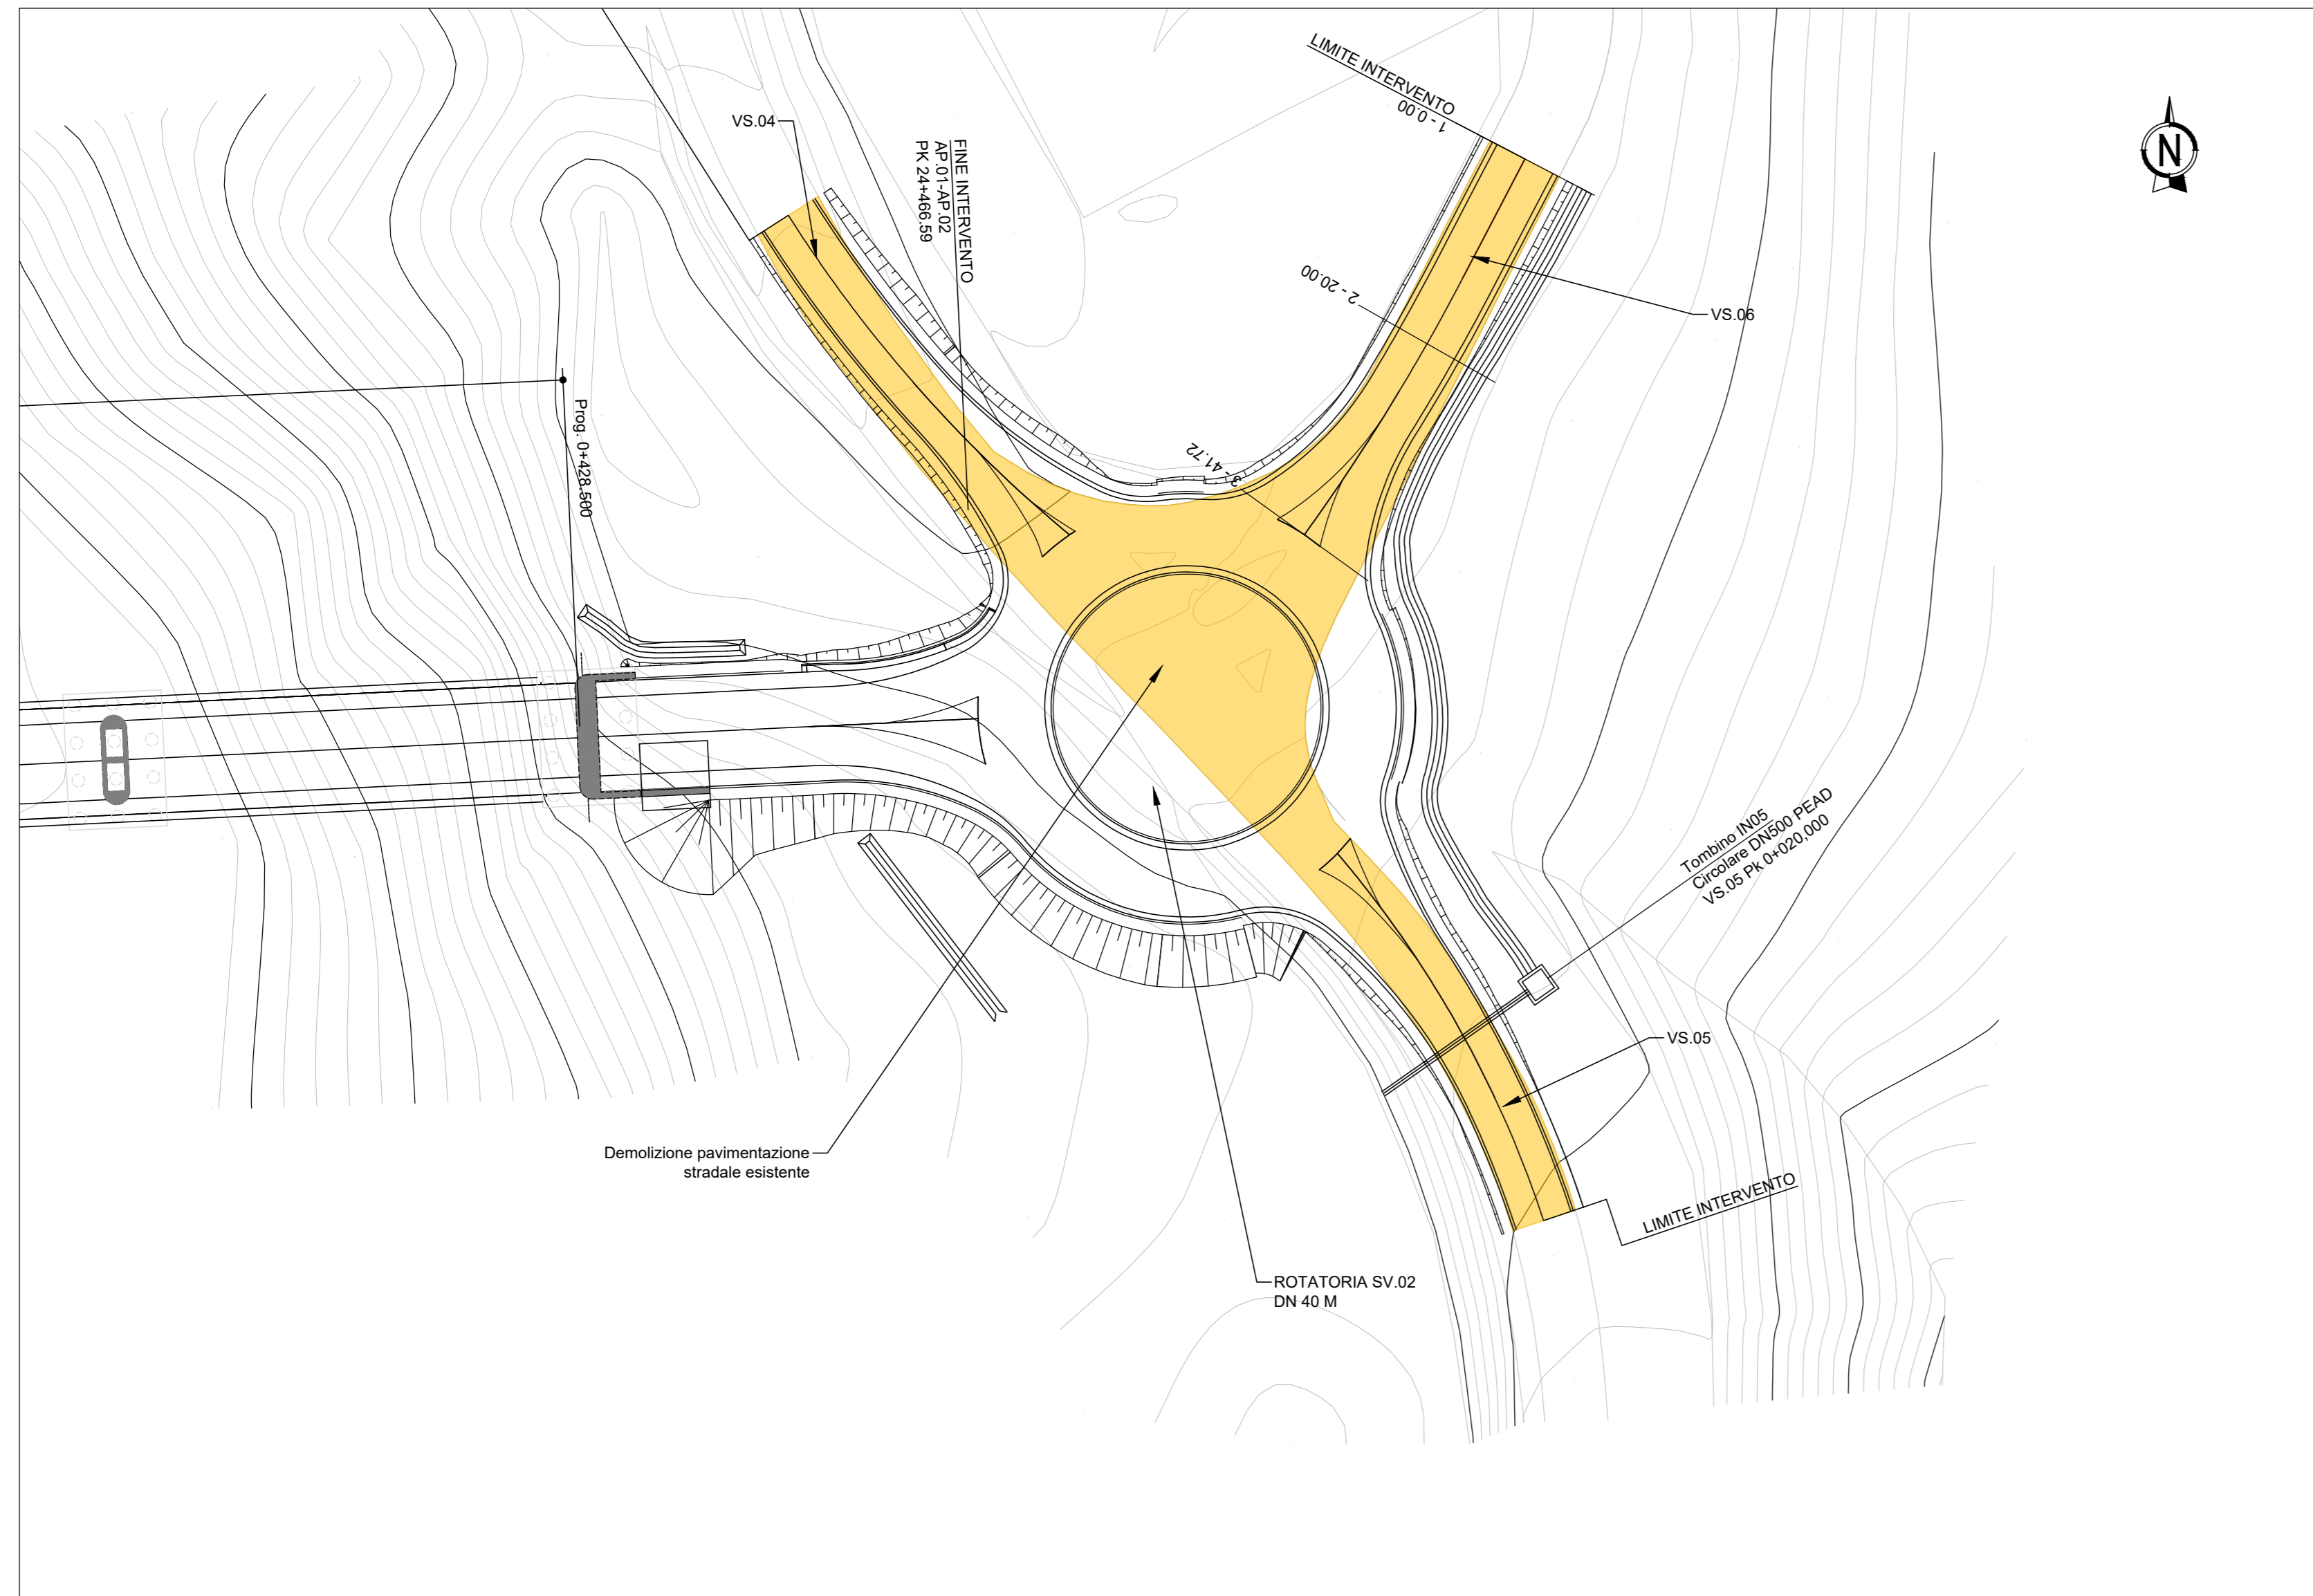 LIMITE INTERVENTO
1 - 0.00
N
VS.04
FINE INTERVENTO
AP.01-AP.02
PK 24+466.59
2 - 20.00
VS.06
Prog. 0+428.500
3 - 41.72
Tombino IN05
Circolare DN500 PEAD
VS.05 Pk 0+020,000
VS.05
Demolizione pavimentazione
stradale esistente
LIMITE INTERVENTO
ROTATORIA SV.02
DN 40 M